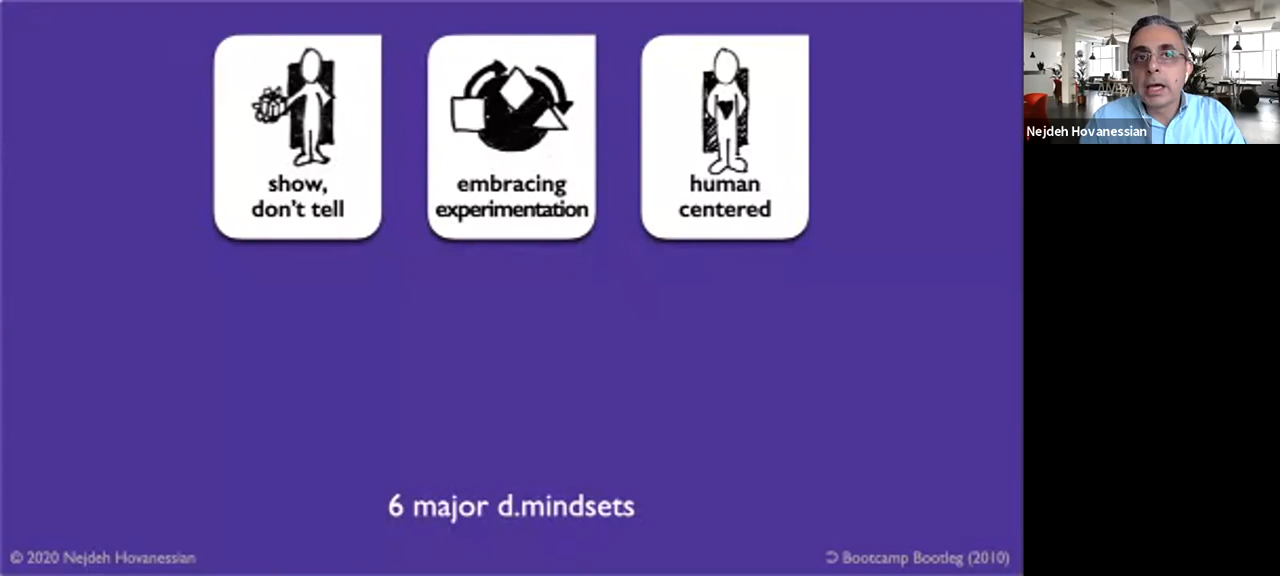 show,
don't tell
embracing
experimentation
human
centered
6 major d.mindsets
© 2020 Nejdeh Hovanessian
Bootcamp Bootleg (2010)
Nejdeh Hovanessian